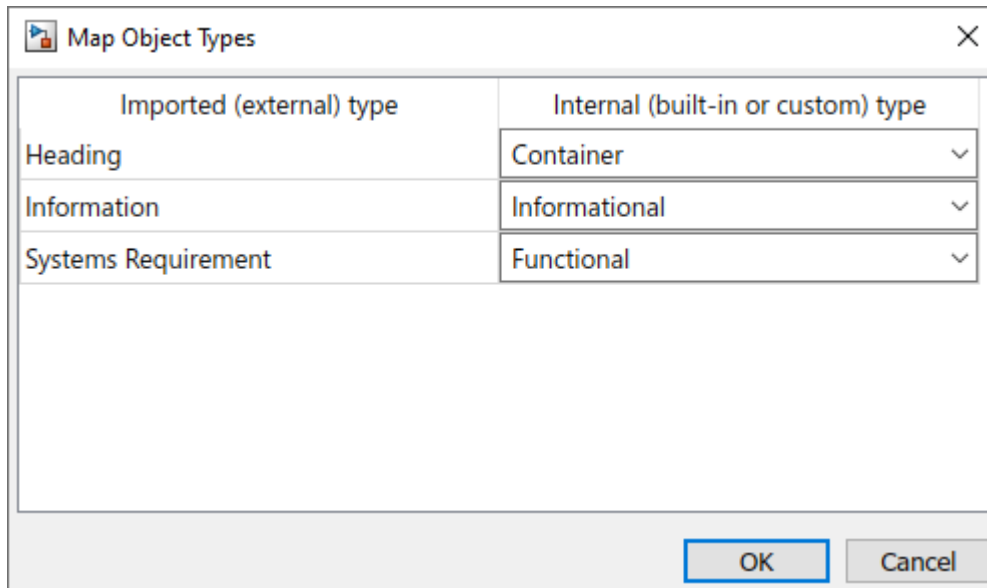 Map Object Types
Imported (external) type Internal (built-in or custom) type
Heading Container
Information Informational
Systems Requirement Functional
OK Cancel